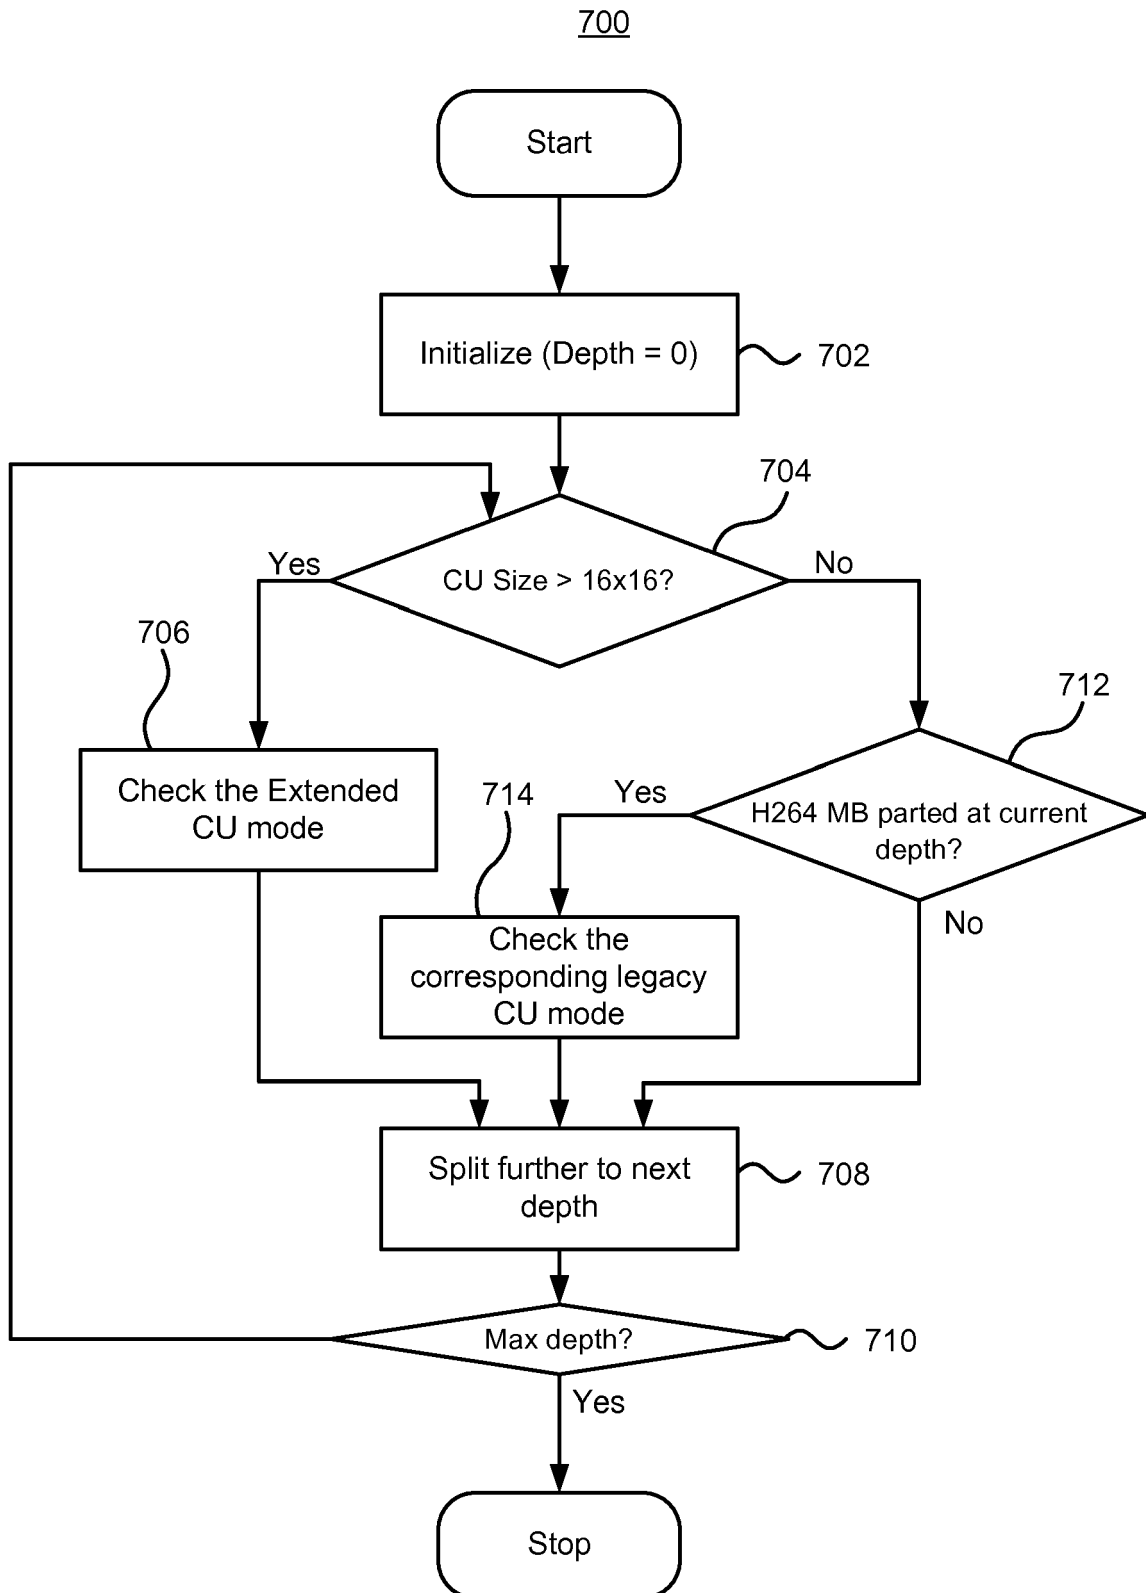 700
Start
Initialize (Depth = 0)
702
704
Yes
CU Size > 16x16?
No
706
712
Check the Extended
CU mode
714
Yes
H264 MB parted at current
depth?
No
Check the
corresponding legacy
CU mode
Split further to next
depth
708
Max depth?
710
Yes
Stop